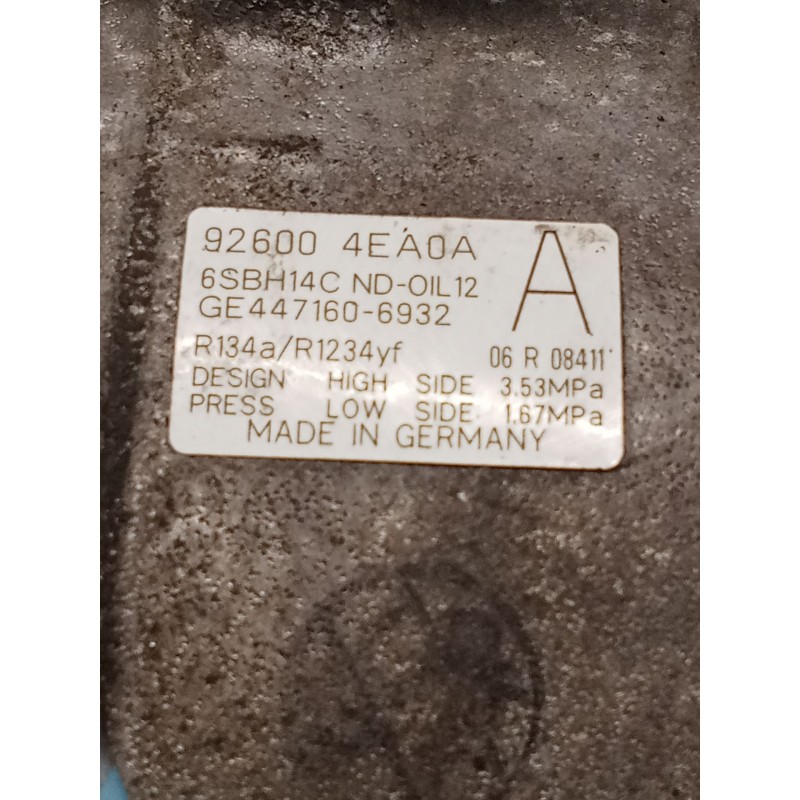 92600 4EA0A A
6SBH14C ND-OIL12
GE447160-6932
R134a/R1234yf 06 R 08411
DESIGN HIGH SIDE 3.53MPa
PRESS LOW SIDE 1.67MPa
MADE IN GERMANY